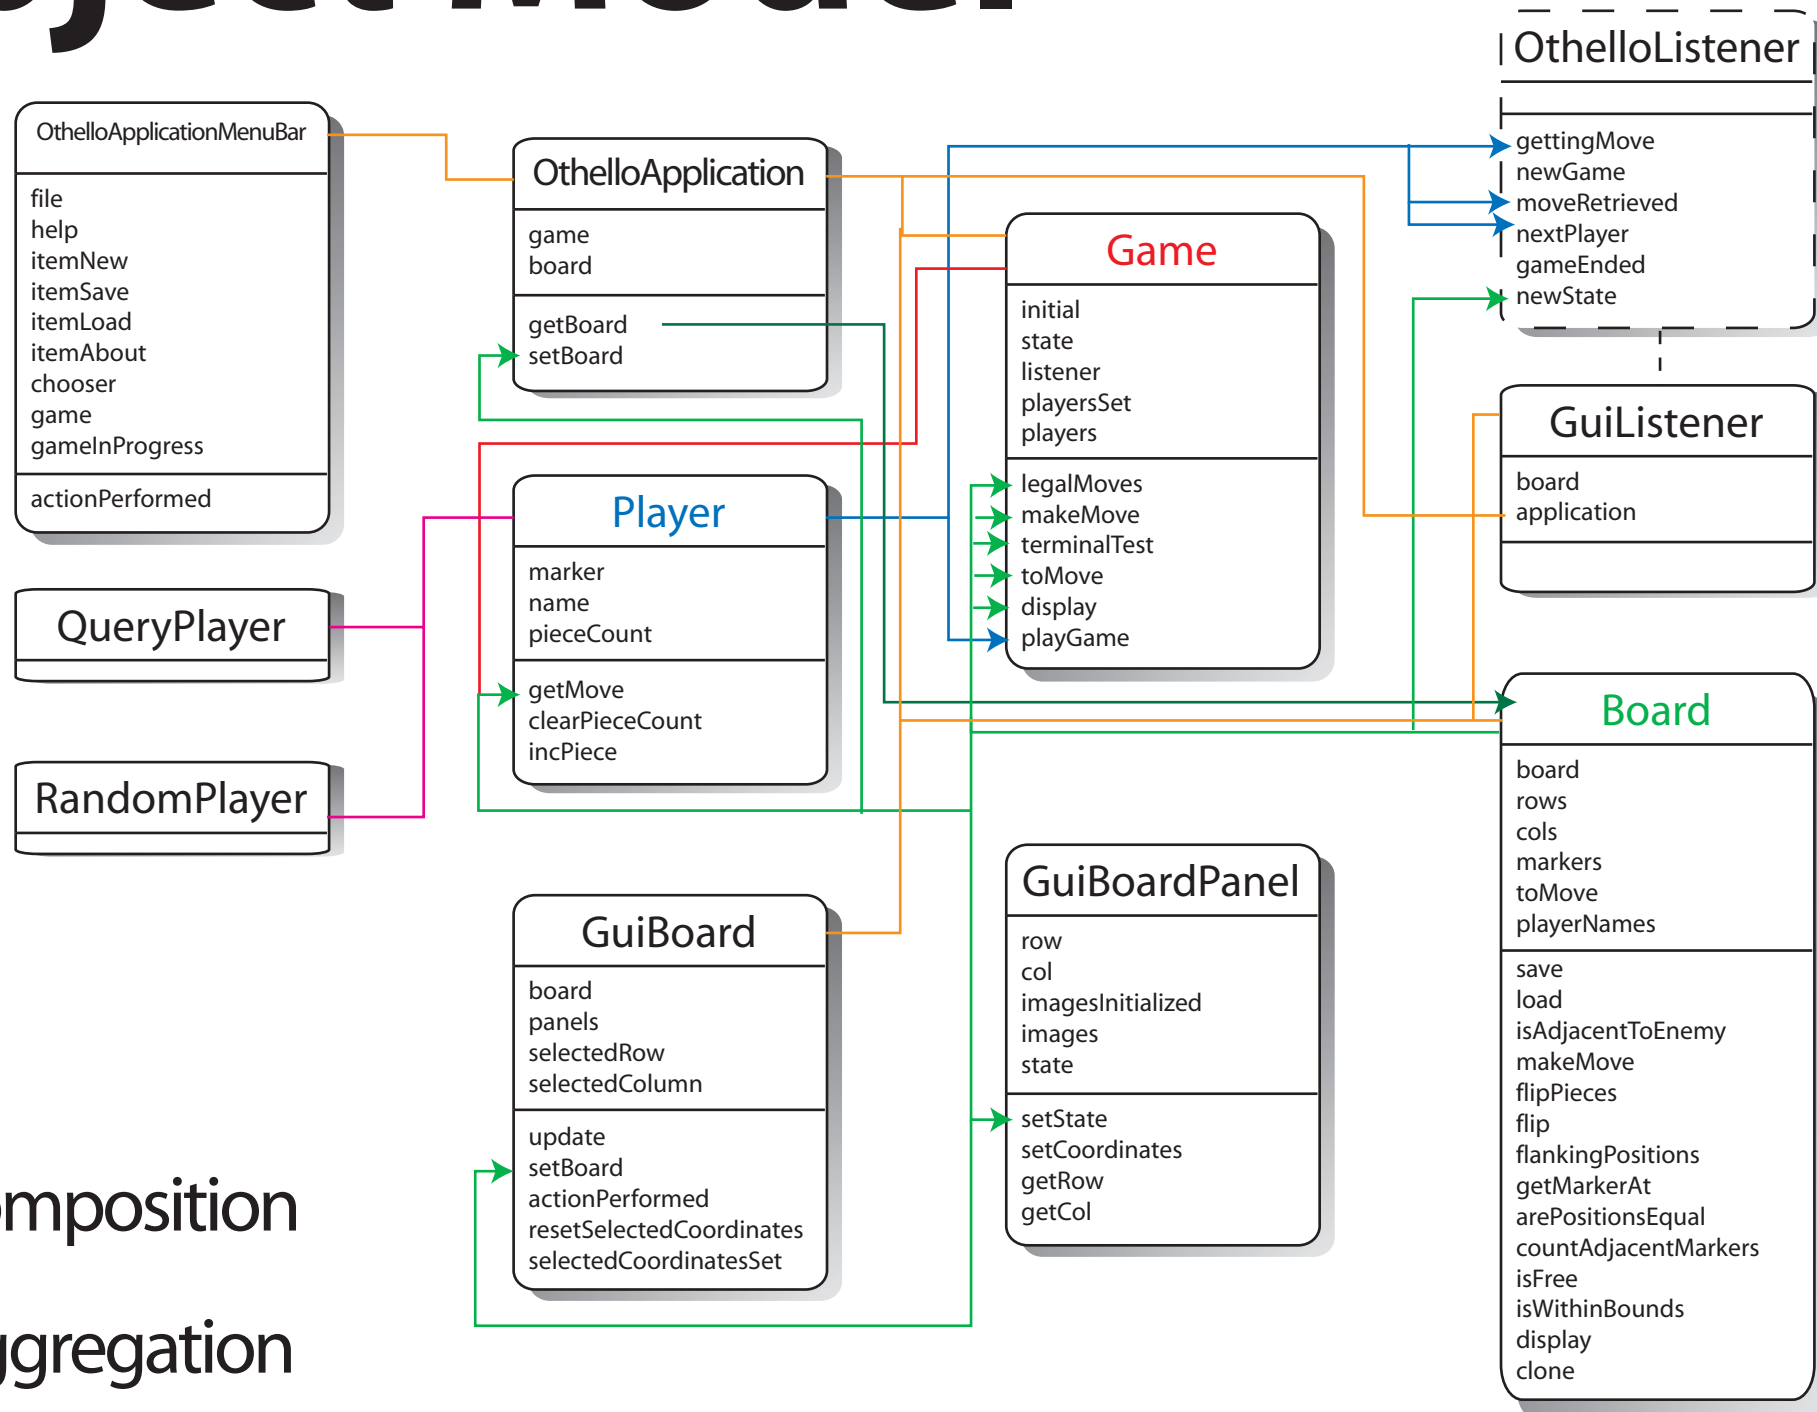 OthelloApplicationMenuBar
file
help
itemNew
itemSave
itemLoad
itemAbout
chooser
game
gameInProgress
actionPerformed
QueryPlayer
RandomPlayer
OthelloApplication
game
board
getBoard
setBoard
Player
marker
name
pieceCount
getMove
clearPieceCount
incPiece
GuiBoard
board
panels
selectedRow
selectedColumn
update
setBoard
actionPerformed
resetSelectedCoordinates
selectedCoordinatesSet
Game
initial
state
listener
playersSet
players
legalMoves
makeMove
terminalTest
toMove
display
playGame
GuiBoardPanel
row
col
imagesInitialized
images
state
setState
setCoordinates
getRow
getCol
OthelloListener
gettingMove
newGame
moveRetrieved
nextPlayer
gameEnded
newState
GuiListener
board
application
Board
board
rows
cols
markers
toMove
playerNames
save
load
isAdjacentToEnemy
makeMove
flipPieces
flip
flankingPositions
getMarkerAt
arePositionsEqual
countAdjacentMarkers
isFree
isWithinBounds
display
clone
omposition
ggregation